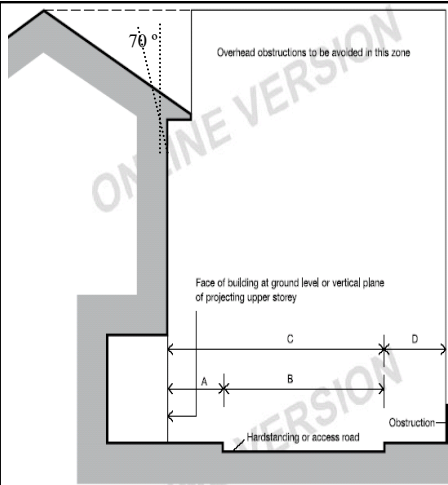 70 °
Overhead obstructions to be avoided in this zone
ONLINE VERSION
Face of building at ground level or vertical plane
of projecting upper storey
C
D
A
B
VERSION
Obstruction
Hardstanding or access road